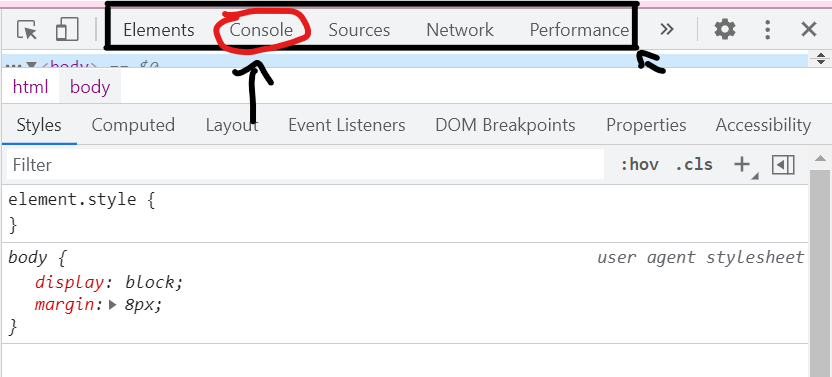 Elements Console Sources Network Performance »
… ▼<body> == $0
html body
Styles Computed Layout Event Listeners DOM Breakpoints Properties Accessibility
Filter :hov .cls +
element.style {
}
body { user agent stylesheet
display: block;
margin: ▶ 8px;
}